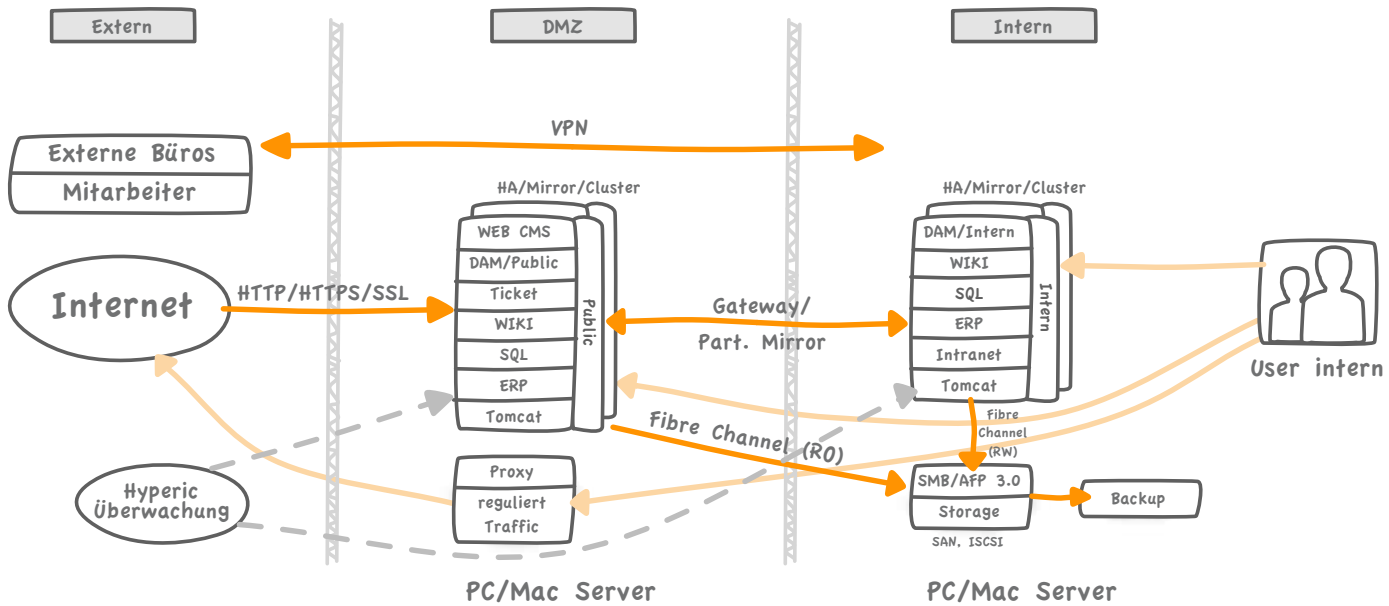 Extern
DMZ
Intern
VPN
Externe Büros
Mitarbeiter
HA/Mirror/Cluster
WEB CMS
DAM/Public
Ticket
WIKI
SQL
ERP
Tomcat
Public
HA/Mirror/Cluster
DAM/Intern
WIKI
SQL
ERP
Intranet
Tomcat
Intern
Internet
HTTP/HTTPS/SSL
Gateway/
Part. Mirror
User intern
Fibre Channel (RO)
Fibre
Channel
(RW)
Hyperic
Überwachung
Proxy
reguliert
Traffic
SMB/AFP 3.0
Storage
SAN, ISCSI
Backup
PC/Mac Server
PC/Mac Server